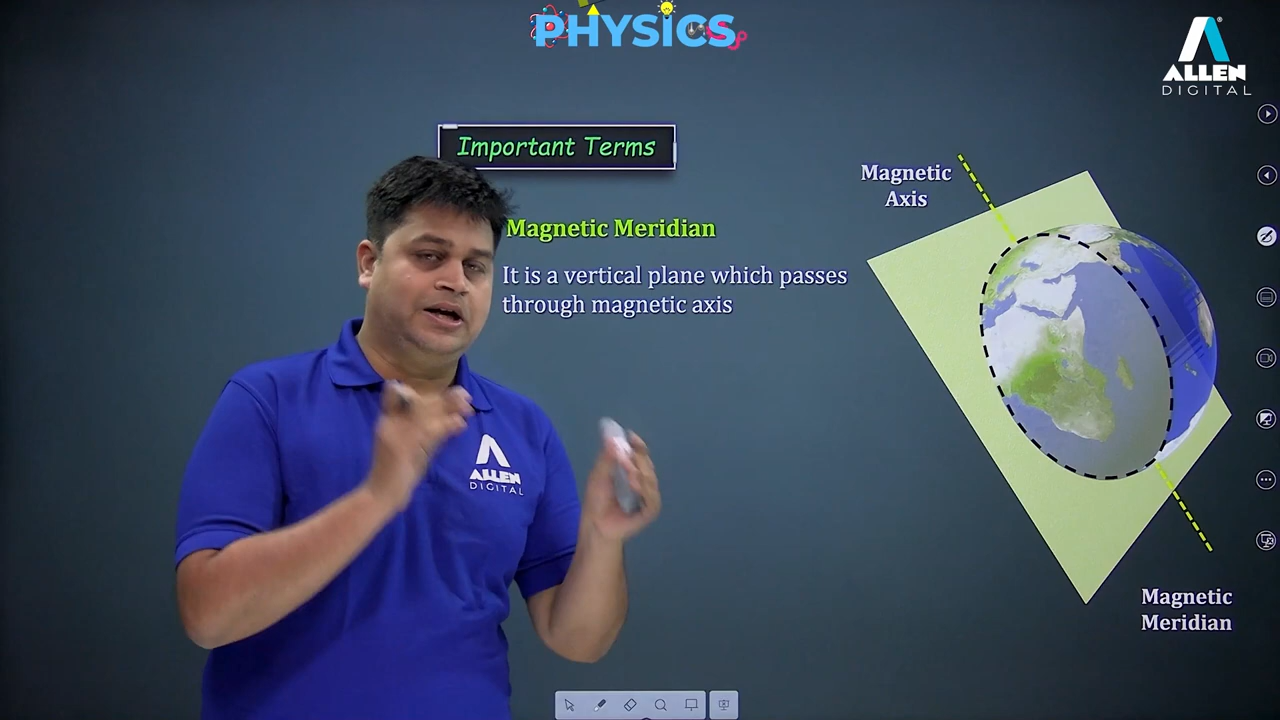 PHYSICS
ALLEN
DIGITAL
Important Terms
Magnetic
Axis
Magnetic Meridian
It is a vertical plane which passes
through magnetic axis
ALLEN
DIGITAL
Magnetic
Meridian